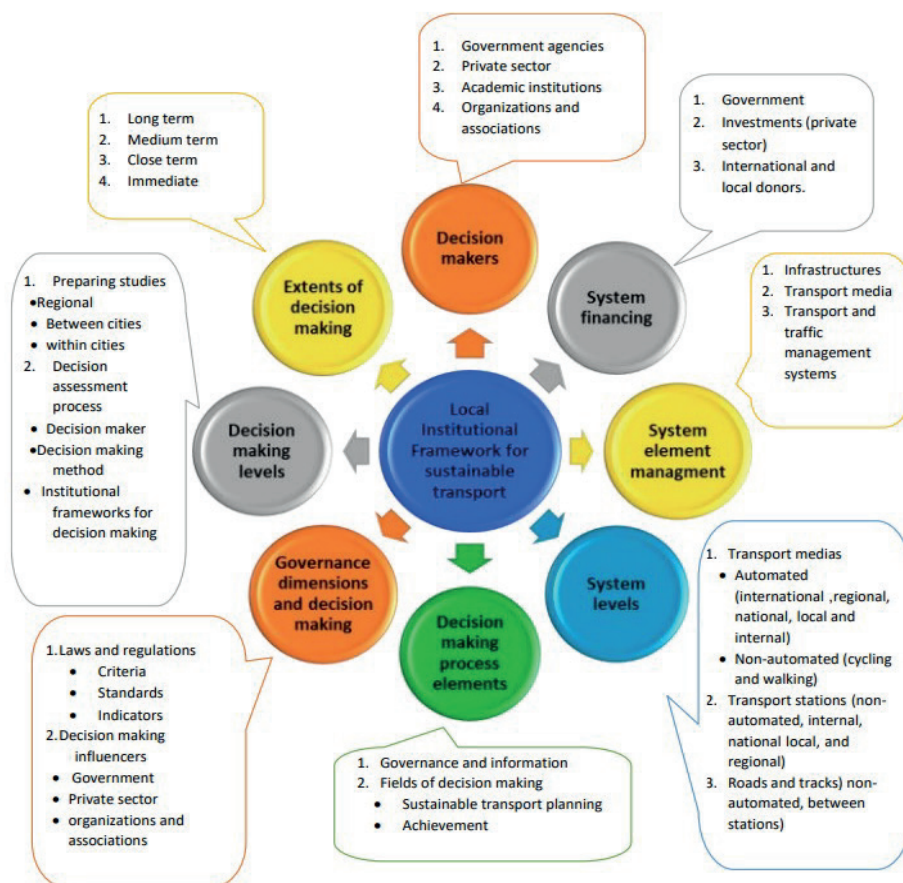 1. Government agencies
2. Private sector
3. Academic institutions
4. Organizations and
associations
1. Government
2. Investments (private
sector)
3. International and
local donors.
1. Long term
2. Medium term
3. Close term
4. Immediate
Decision
makers
Extents of
decision
making
System
financing
1. Infrastructures
2. Transport media
3. Transport and
traffic
management
systems
1. Preparing studies
•Regional
• Between cities
• within cities
2. Decision
assessment
process
• Decision maker
•Decision making
method
• Institutional
frameworks for
decision making
Decision
making
levels
Local
Institutional
Framework for
sustainable
transport
System
element
managment
Governance
dimensions
and decision
making
Decision
making
process
elements
System
levels
1. Transport medias
• Automated
(international ,regional,
national, local and
internal)
• Non-automated (cycling
and walking)
2. Transport stations (non-
automated, internal,
national local, and
regional)
3. Roads and tracks) non-
automated, between
stations)
1.Laws and regulations
• Criteria
• Standards
• Indicators
2.Decision making
influencers
• Government
• Private sector
• organizations and
associations
1. Governance and information
2. Fields of decision making
• Sustainable transport planning
• Achievement